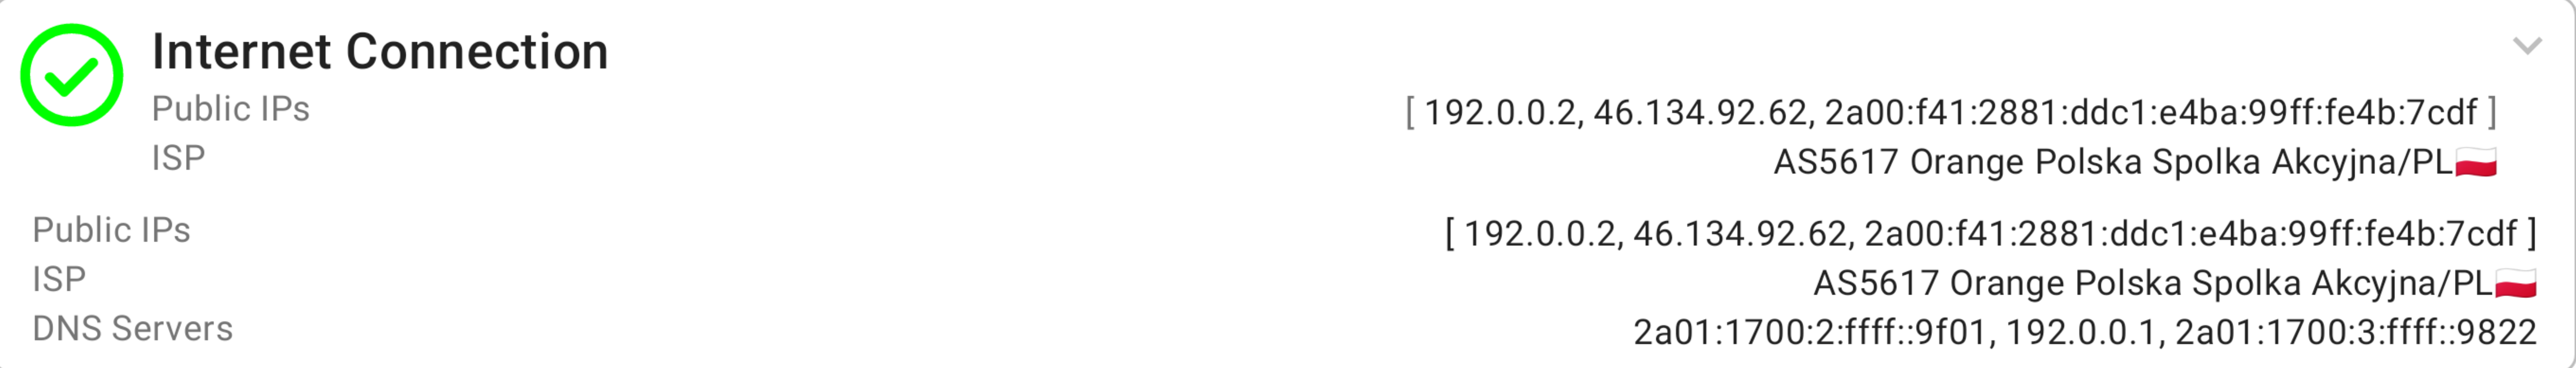 Internet Connection
Public IPs [ 192.0.0.2, 46.134.92.62, 2a00:f41:2881:ddc1:e4ba:99ff:fe4b:7cdf ]
ISP AS5617 Orange Polska Spolka Akcyjna/PL🇵🇱
Public IPs [ 192.0.0.2, 46.134.92.62, 2a00:f41:2881:ddc1:e4ba:99ff:fe4b:7cdf ]
ISP AS5617 Orange Polska Spolka Akcyjna/PL🇵🇱
DNS Servers 2a01:1700:2:ffff::9f01, 192.0.0.1, 2a01:1700:3:ffff::9822